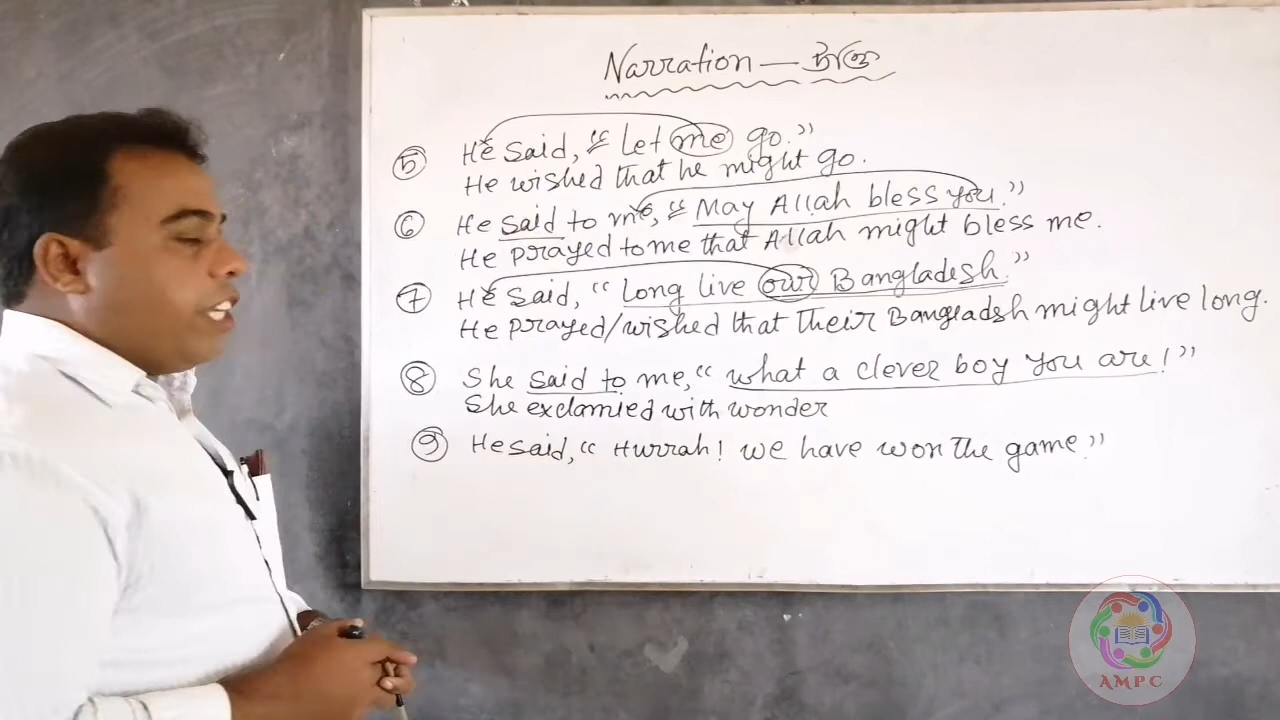 Narration — উক্তি
⑤ He said, “Let me go.”
He wished that he might go.
⑥ He said to me, “May Allah bless you.”
He prayed to me that Allah might bless me.
⑦ He said, “Long live our Bangladesh.”
He prayed/wished that their Bangladsh might live long.
⑧ She said to me, “what a clever boy you are!”
She exclamied with wonder
⑨ He said, “Hurrah! we have won the game.”
AMPC